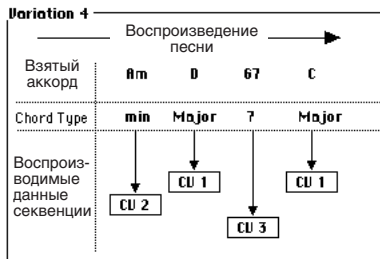 Variation 4
Воспроизведение
песни
Взятый
аккорд
Am D G7 C
Chord Type min Major 7 Major
Воспроиз-
водимые
данные
секвенции
CV 1 CV 1
CV 2
CV 3